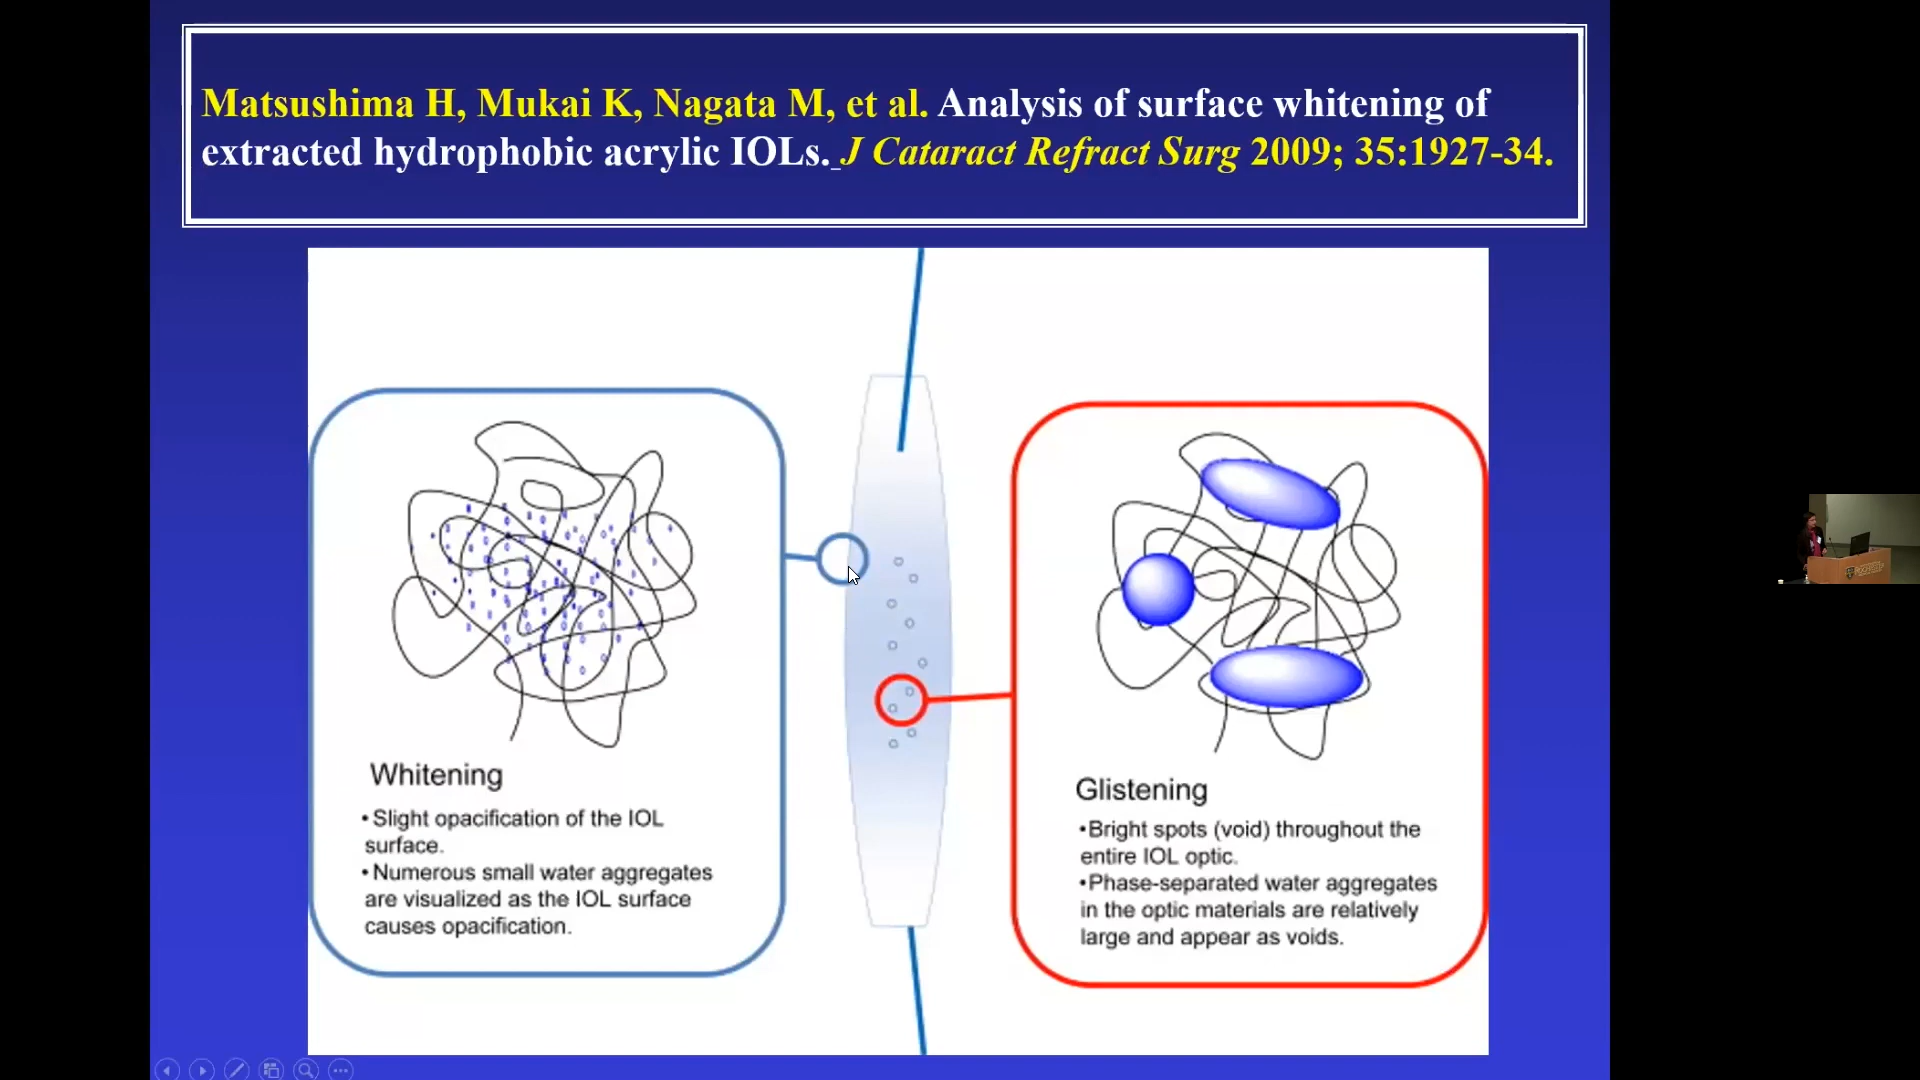 Matsushima H, Mukai K, Nagata M, et al. Analysis of surface whitening of
extracted hydrophobic acrylic IOLs. J Cataract Refract Surg 2009; 35:1927-34.
Whitening
•Slight opacification of the IOL
surface.
•Numerous small water aggregates
are visualized as the IOL surface
causes opacification.
Glistening
•Bright spots (void) throughout the
entire IOL optic.
•Phase-separated water aggregates
in the optic materials are relatively
large and appear as voids.